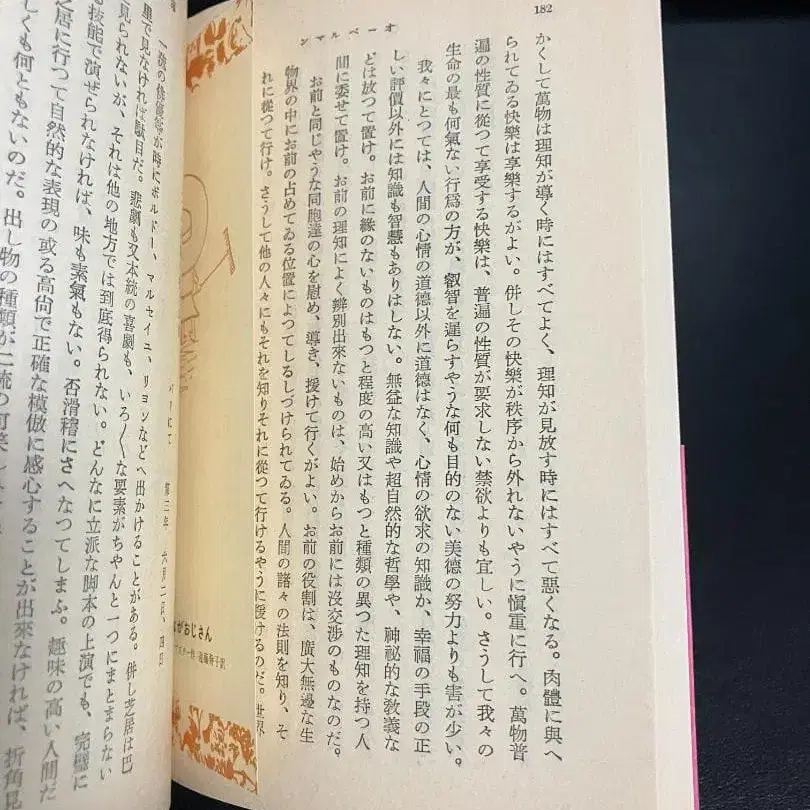 182
オーベルマン
かくして萬物は理知が導く時にはすべてよく、理知が見放す時にはすべて惡くなる。肉體に與へ
られてゐる快樂は享樂するがよい。併しその快樂が秩序から外れないやうに愼重に行へ。萬物普
遍の性質に從つて享受する快樂は、普遍の性質が要求しない禁欲よりも宜しい。さうして我々の
生命の最も何氣ない行爲の方が、叡智を遲らすやうな何も目的のない美德の努力よりも害が少い。
我々にとつては、人間の心情の道德以外に道德はなく、心情の欲求の知識か、幸福の手段の正
しい評價以外には知識も智慧もありはしない。無益な知識や超自然的な哲學や、神祕的な敎義な
どは放つて置け。お前に緣のないものはもつと程度の高い又はもつと種類の異つた理知を持つ人
間に委せて置け。お前の理知によく辨別出來ないものは、始めからお前には沒交涉のものなのだ。
お前と同じやうな同胞達の心を慰め、導き、援けて行くがよい。お前の役割は、廣大無邊な生
物界の中にお前の占めてゐる位置によつてしるしづけられてゐる。人間の諸々の法則を知り、そ
れに從つて行け。さうして他の人々にもそれを知りそれに從つて行けるやうに援けるのだ。世界
ながおじさん
作・遠藤壽子訳
パリにて 第三年 六月二日、四日
時にボルドー、マルセイユ、リヨンなどへ出かけることがある。併し芝居は巴
里で見なければ駄目だ。悲劇も又本統の喜劇も、いろ〱な要素がちやんと一つにまとまらない
見られないが、それは他の地方では到底得られない。どんなに立派な脚本の上演でも、完璧に
技能で演ぜられなければ、味も素氣もない。否滑稽にさへなつてしまふ。趣味の高い人間だ
芝居に行つて自然的な表現の或る高尙で正確な模倣に感心することが出來なければ、折角
しくも何ともないのだ。出し物の種類が二流の可笑し